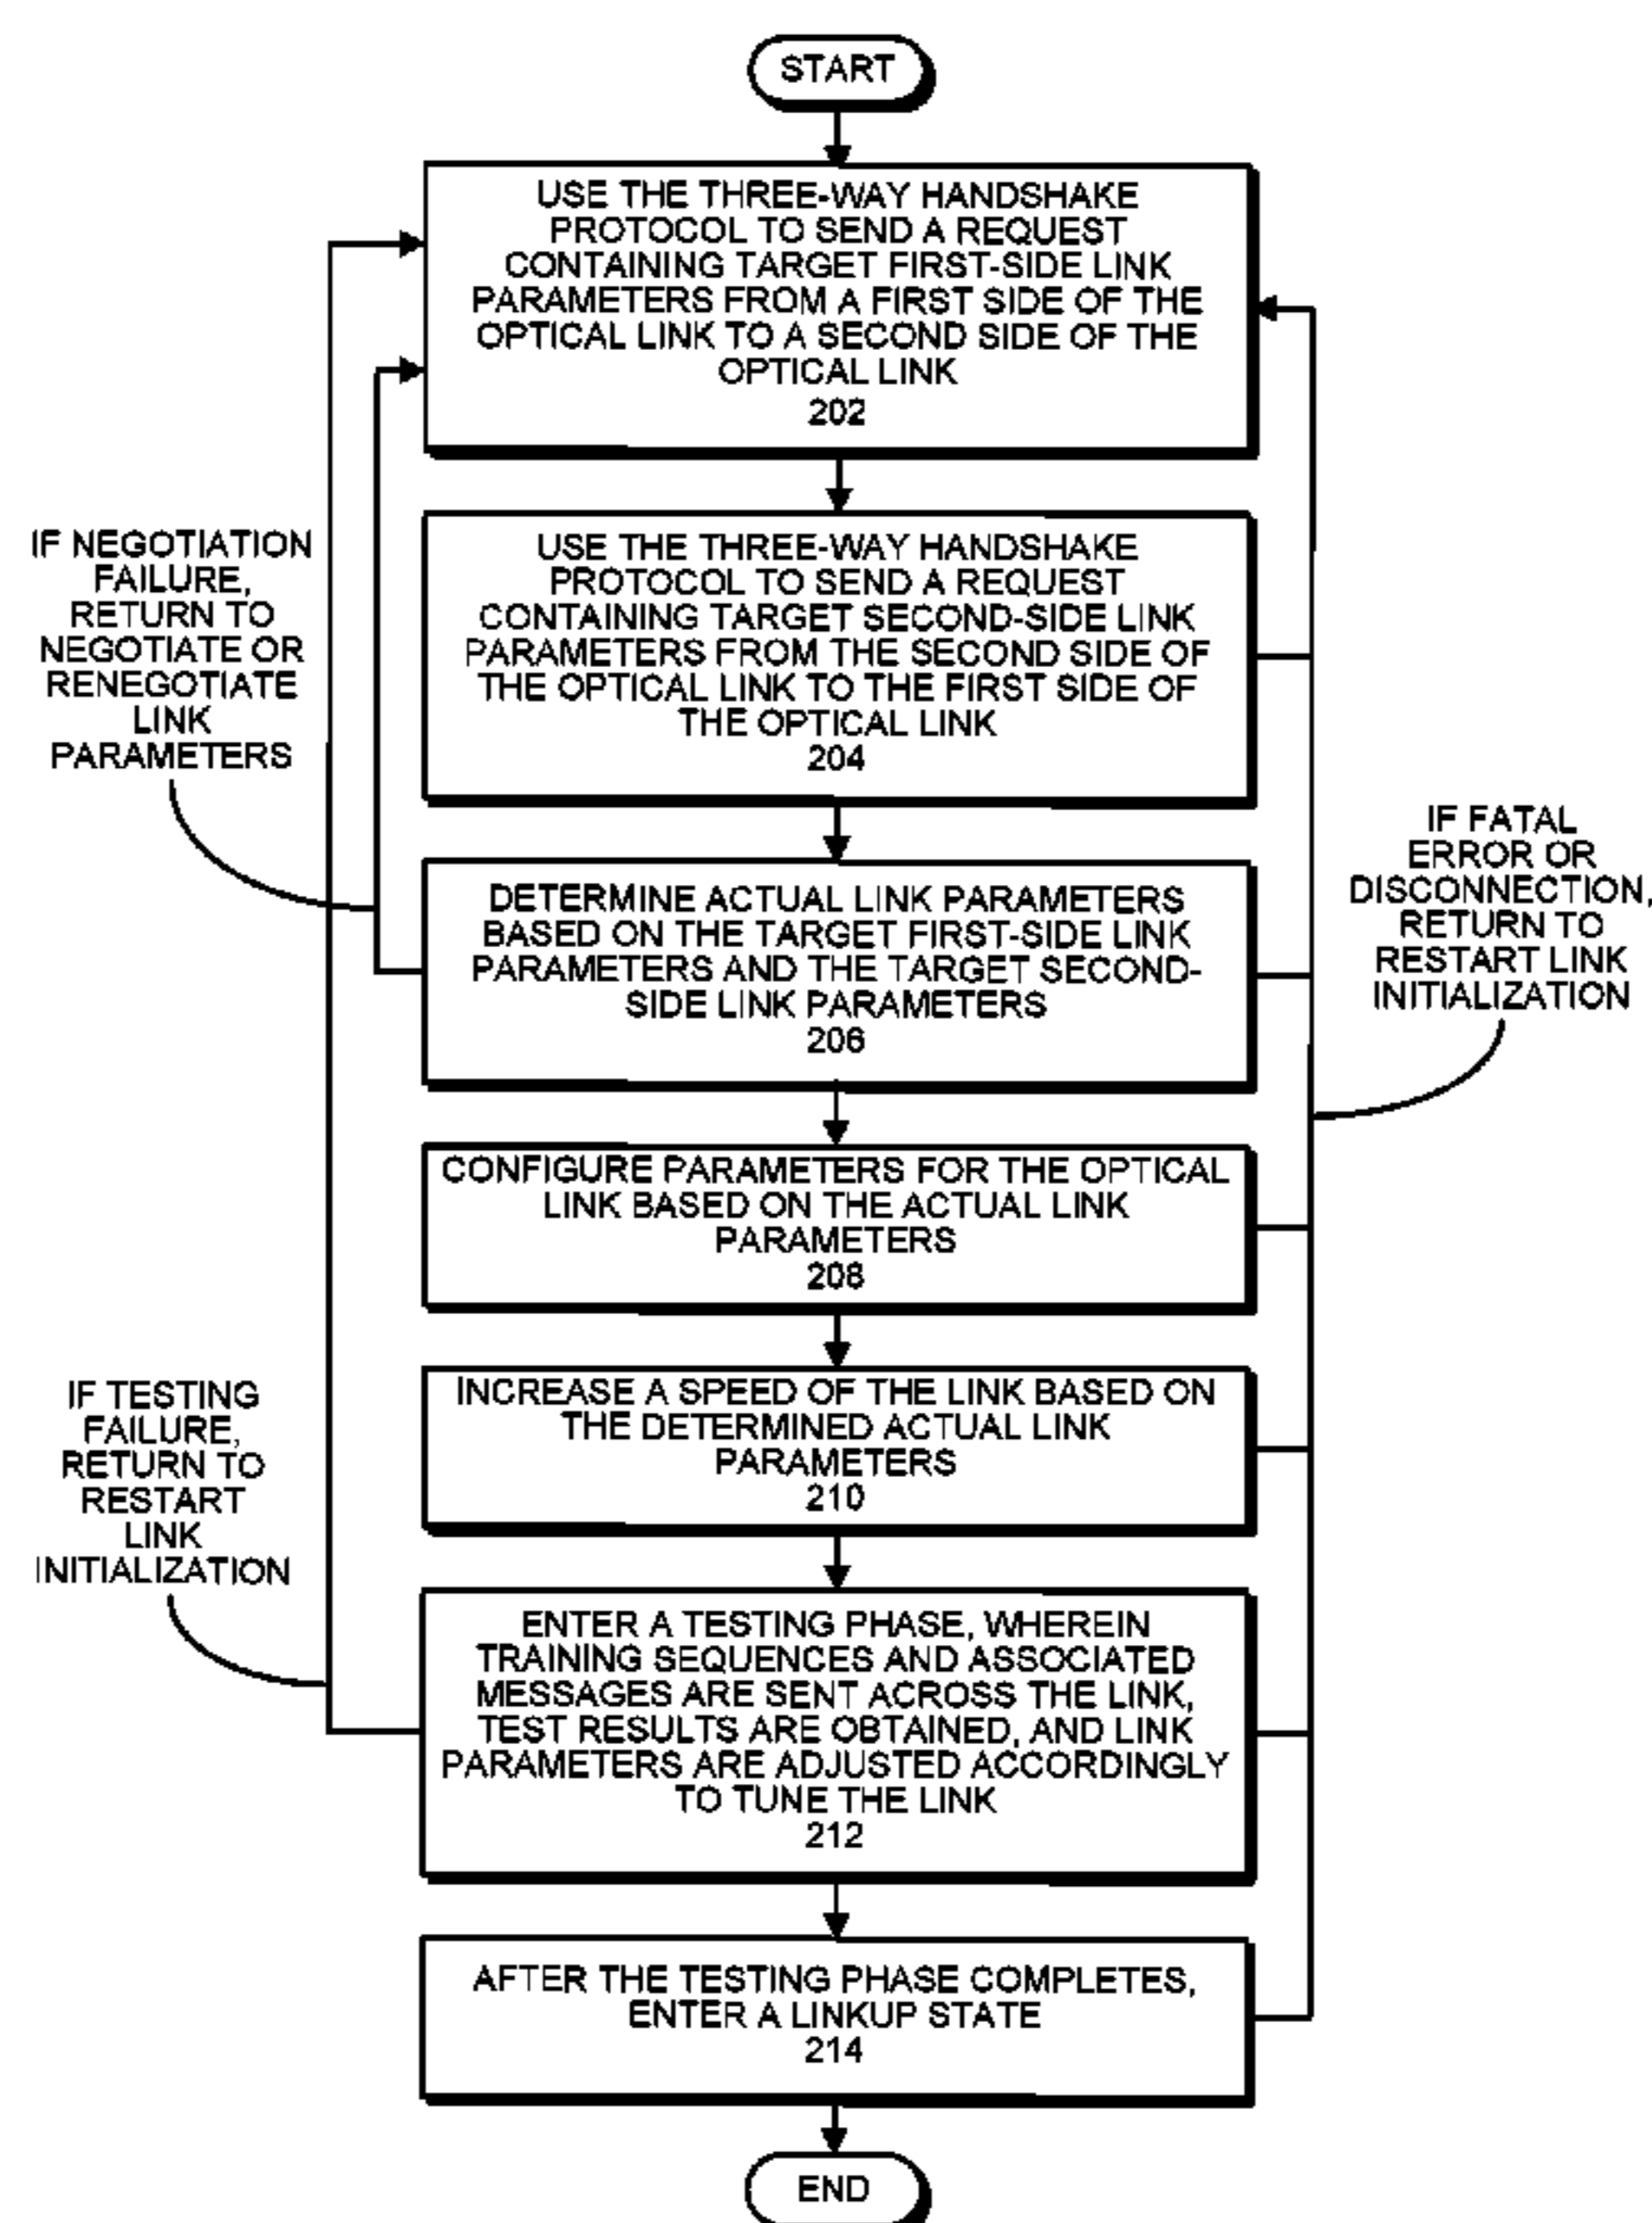 START
USE THE THREE-WAY HANDSHAKE
PROTOCOL TO SEND A REQUEST
CONTAINING TARGET FIRST-SIDE LINK
PARAMETERS FROM A FIRST SIDE OF THE
OPTICAL LINK TO A SECOND SIDE OF THE
OPTICAL LINK
202
USE THE THREE-WAY HANDSHAKE
PROTOCOL TO SEND A REQUEST
CONTAINING TARGET SECOND-SIDE LINK
PARAMETERS FROM THE SECOND SIDE OF
THE OPTICAL LINK TO THE FIRST SIDE OF
THE OPTICAL LINK
204
IF NEGOTIATION
FAILURE,
RETURN TO
NEGOTIATE OR
RENEGOTIATE
LINK
PARAMETERS
DETERMINE ACTUAL LINK PARAMETERS
BASED ON THE TARGET FIRST-SIDE LINK
PARAMETERS AND THE TARGET SECOND-
SIDE LINK PARAMETERS
206
IF FATAL
ERROR OR
DISCONNECTION,
RETURN TO
RESTART LINK
INITIALIZATION
CONFIGURE PARAMETERS FOR THE OPTICAL
LINK BASED ON THE ACTUAL LINK
PARAMETERS
208
INCREASE A SPEED OF THE LINK BASED ON
THE DETERMINED ACTUAL LINK
PARAMETERS
210
IF TESTING
FAILURE,
RETURN TO
RESTART
LINK
INITIALIZATION
ENTER A TESTING PHASE, WHEREIN
TRAINING SEQUENCES AND ASSOCIATED
MESSAGES ARE SENT ACROSS THE LINK,
TEST RESULTS ARE OBTAINED, AND LINK
PARAMETERS ARE ADJUSTED ACCORDINGLY
TO TUNE THE LINK
212
AFTER THE TESTING PHASE COMPLETES,
ENTER A LINKUP STATE
214
END